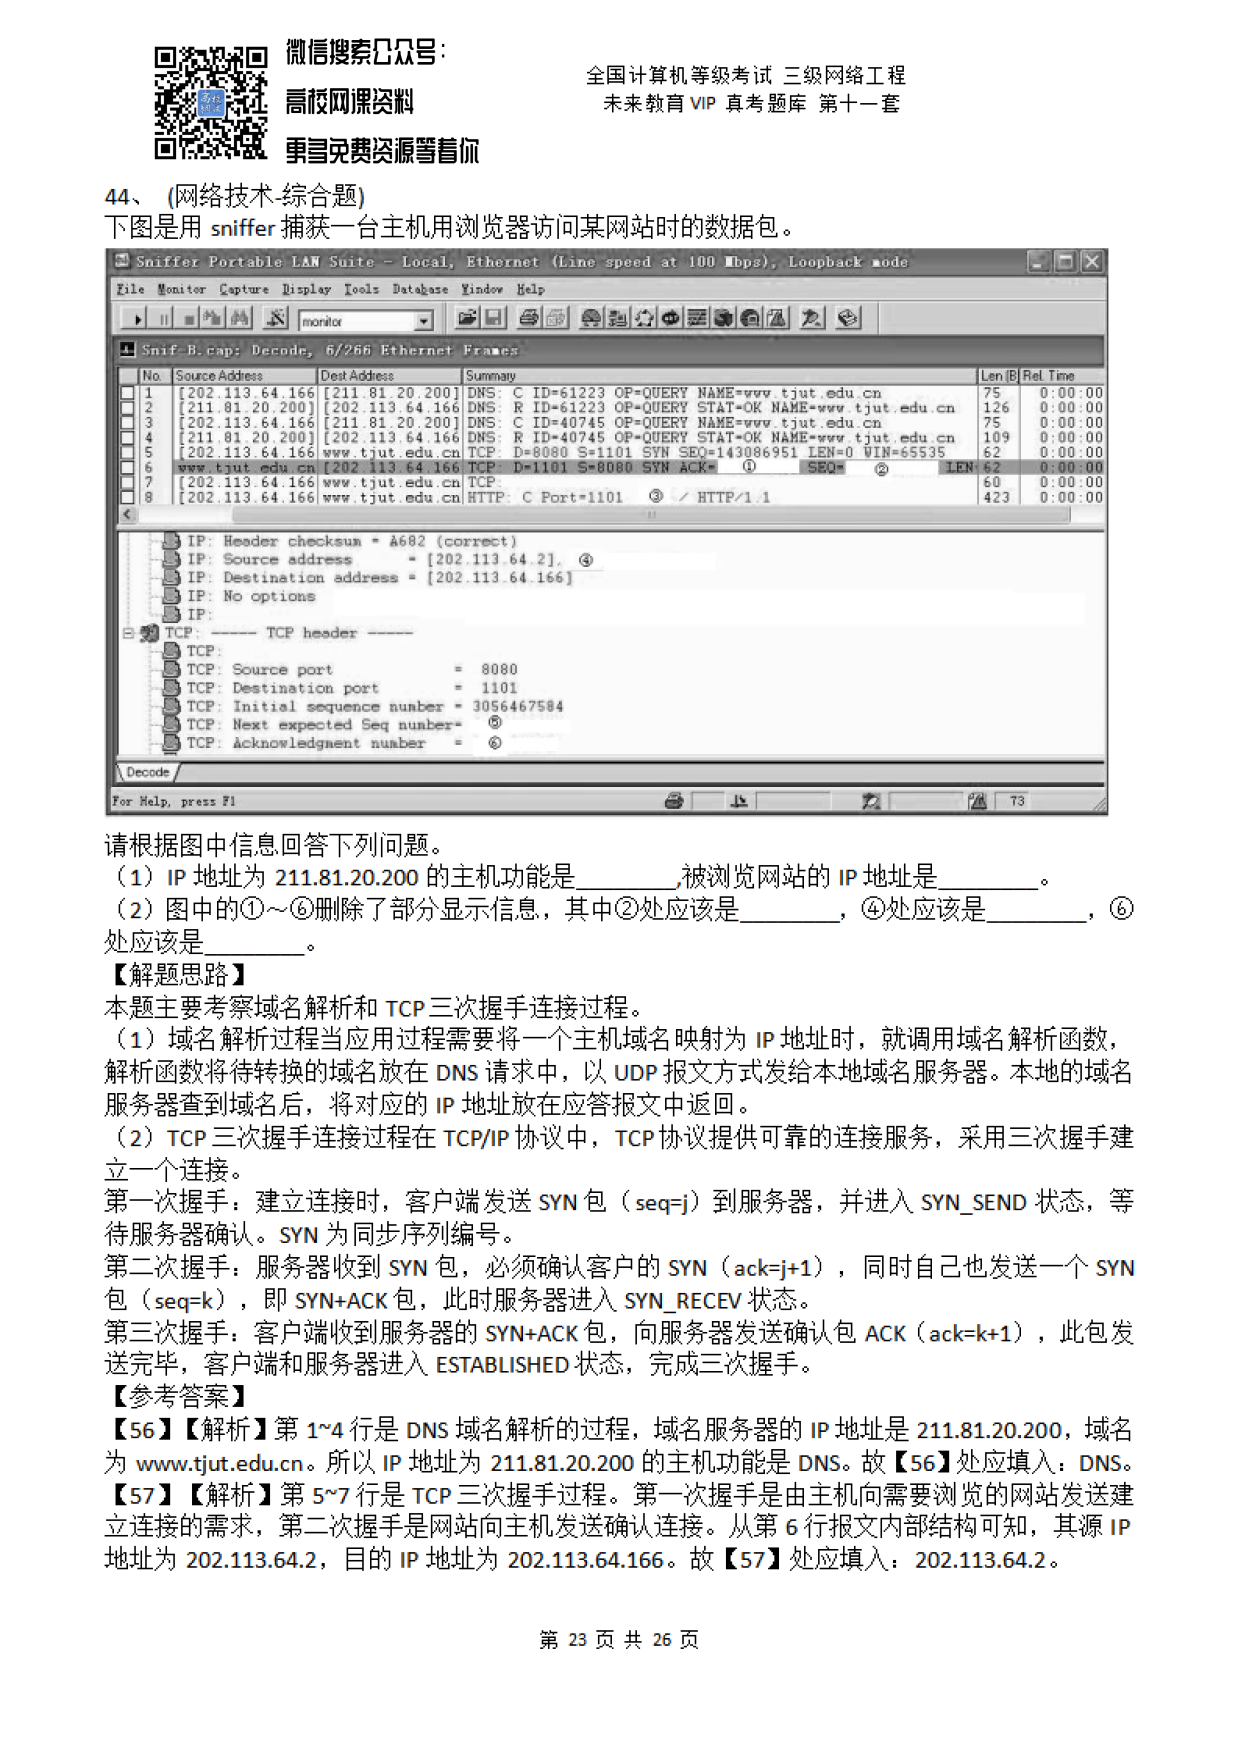 微信搜索公众号：
高校网课资料
更多免费资源等着你
全国计算机等级考试 三级网络工程
未来教育 VIP 真考题库 第十一套
44、 (网络技术-综合题)
下图是用 sniffer 捕获一台主机用浏览器访问某网站时的数据包。
Sniffer Portable LAN Suite - Local, Ethernet (Line speed at 100 Mbps), Loopback mode
File Monitor Capture Display Tools Database Window Help
monitor
Snif-B.cap: Decode, 6/266 Ethernet Frames
No. Source Address Dest Address Summary Len (B Rel. Time
1 [202.113.64.166 [211.81.20.200] DNS: C ID=61223 OP=QUERY NAME=www.tjut.edu.cn 75 0:00:00
2 [211.81.20.200] [202.113.64.166 DNS: R ID=61223 OP=QUERY STAT=OK NAME=www.tjut.edu.cn 126 0:00:00
3 [202.113.64.166 [211.81.20.200] DNS: C ID=40745 OP=QUERY NAME=www.tjut.edu.cn 75 0:00:00
4 [211.81.20.200] [202.113.64.166 DNS: R ID=40745 OP=QUERY STAT=OK NAME=www.tjut.edu.cn 109 0:00:00
5 [202.113.64.166 www.tjut.edu.cn TCP: D=8080 S=1101 SYN SEQ=143086951 LEN=0 WIN=65535 62 0:00:00
6 www.tjut.edu.cn [202.113.64.166 TCP: D=1101 S=8080 SYN ACK= ① SEQ= ② LEN 62 0:00:00
7 [202.113.64.166 www.tjut.edu.cn TCP: 60 0:00:00
8 [202.113.64.166 www.tjut.edu.cn HTTP: C Port=1101 ③ / HTTP/1.1 423 0:00:00
IP: Header checksum = A682 (correct)
IP: Source address = [202.113.64.2], ④
IP: Destination address = [202.113.64.166]
IP: No options
IP:
TCP: ----- TCP header -----
TCP:
TCP: Source port = 8080
TCP: Destination port = 1101
TCP: Initial sequence number = 3056467584
TCP: Next expected Seq number= ⑤
TCP: Acknowledgment number = ⑥
Decode
For Help, press F1 73
请根据图中信息回答下列问题。
（1）IP 地址为 211.81.20.200 的主机功能是________,被浏览网站的 IP 地址是________。
（2）图中的①～⑥删除了部分显示信息，其中②处应该是________，④处应该是________，⑥
处应该是________。
【解题思路】
本题主要考察域名解析和 TCP 三次握手连接过程。
（1）域名解析过程当应用过程需要将一个主机域名映射为 IP 地址时，就调用域名解析函数，
解析函数将待转换的域名放在 DNS 请求中，以 UDP 报文方式发给本地域名服务器。本地的域名
服务器查到域名后，将对应的 IP 地址放在应答报文中返回。
（2）TCP 三次握手连接过程在 TCP/IP 协议中，TCP 协议提供可靠的连接服务，采用三次握手建
立一个连接。
第一次握手：建立连接时，客户端发送 SYN 包（seq=j）到服务器，并进入 SYN_SEND 状态，等
待服务器确认。SYN 为同步序列编号。
第二次握手：服务器收到 SYN 包，必须确认客户的 SYN（ack=j+1），同时自己也发送一个 SYN
包（seq=k），即 SYN+ACK 包，此时服务器进入 SYN_RECEV 状态。
第三次握手：客户端收到服务器的 SYN+ACK 包，向服务器发送确认包 ACK（ack=k+1），此包发
送完毕，客户端和服务器进入 ESTABLISHED 状态，完成三次握手。
【参考答案】
【56】【解析】第 1~4 行是 DNS 域名解析的过程，域名服务器的 IP 地址是 211.81.20.200，域名
为 www.tjut.edu.cn。所以 IP 地址为 211.81.20.200 的主机功能是 DNS。故【56】处应填入：DNS。
【57】【解析】第 5~7 行是 TCP 三次握手过程。第一次握手是由主机向需要浏览的网站发送建
立连接的需求，第二次握手是网站向主机发送确认连接。从第 6 行报文内部结构可知，其源 IP
地址为 202.113.64.2，目的 IP 地址为 202.113.64.166。故【57】处应填入：202.113.64.2。
第 23 页 共 26 页